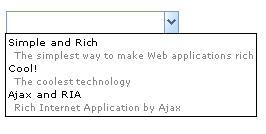 Simple and Rich
The simplest way to make Web applications rich
Cool!
The coolest technology
Ajax and RIA
Rich Internet Application by Ajax